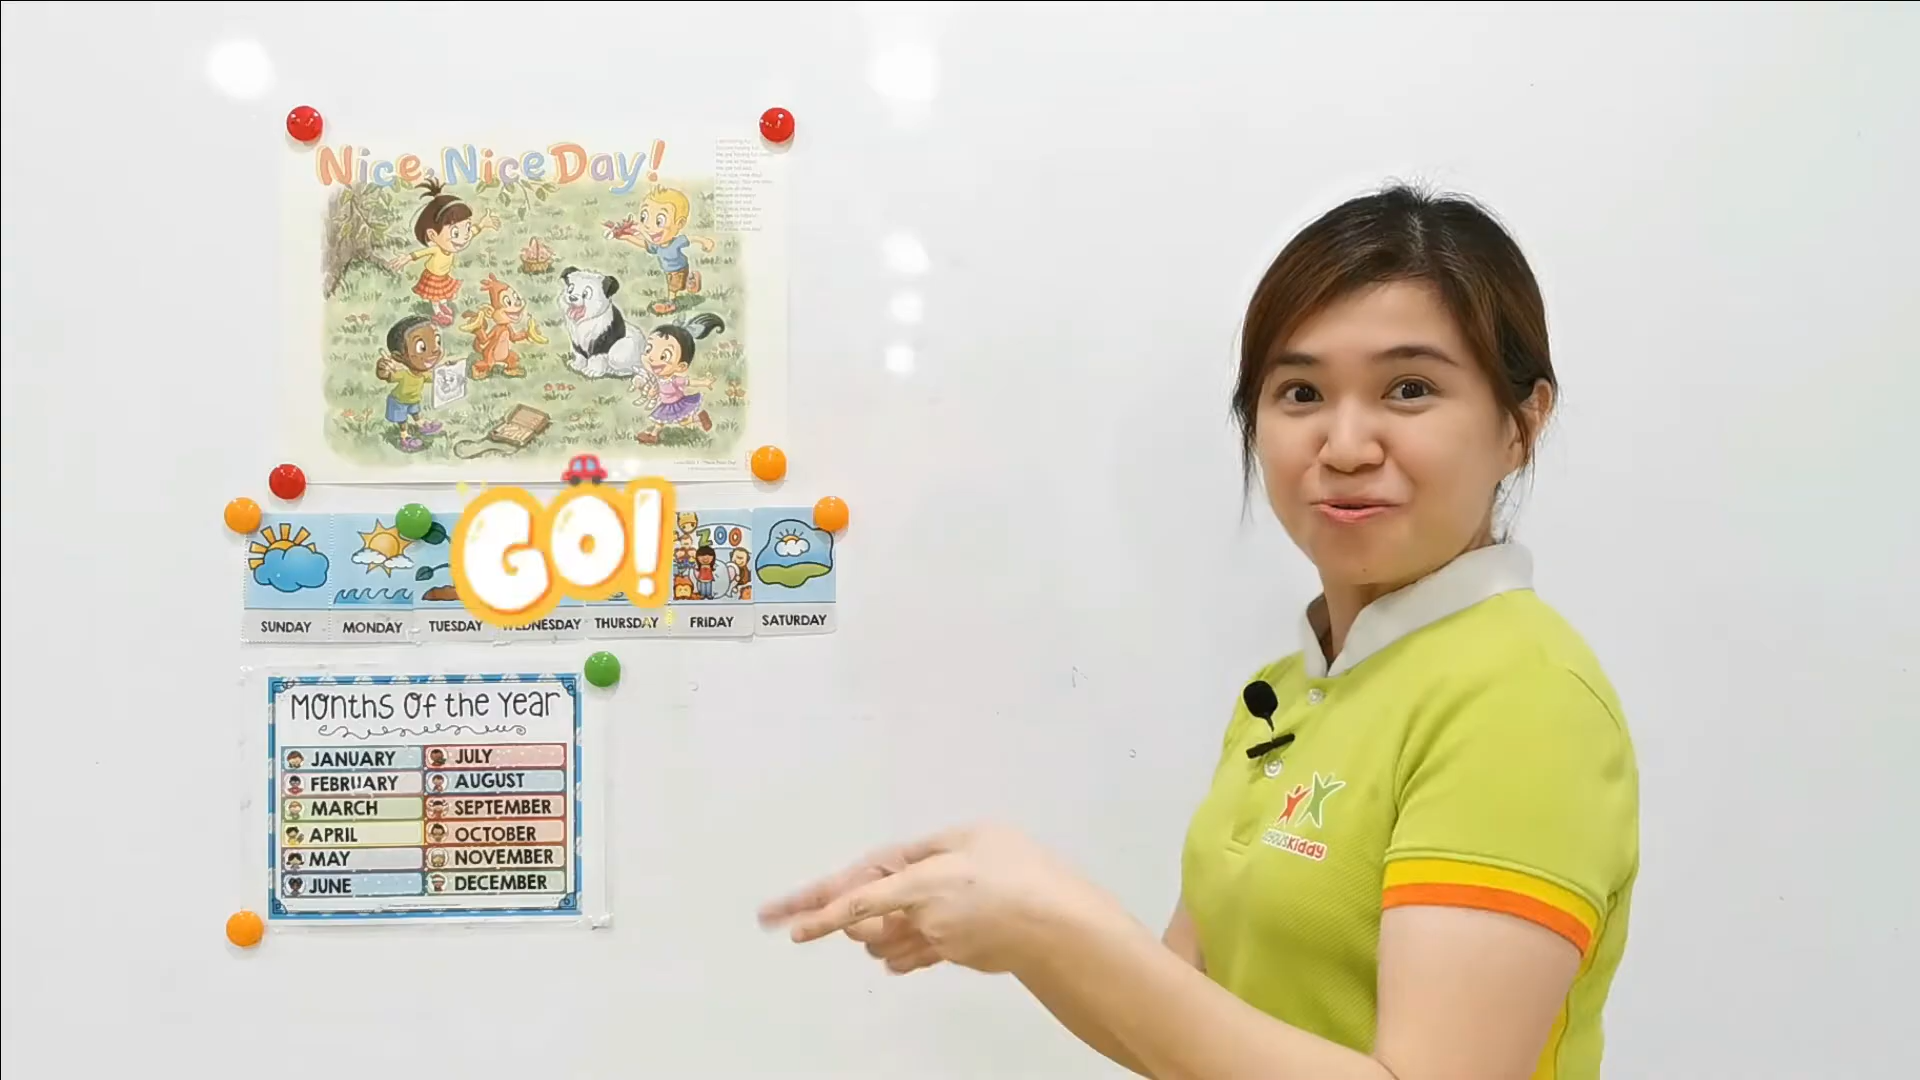 Nice, Nice Day!
GO!
ZOO
SUNDAY
MONDAY
TUESDAY
WEDNESDAY
THURSDAY
FRIDAY
SATURDAY
Months of the Year
JANUARY
FEBRUARY
MARCH
APRIL
MAY
JUNE
JULY
AUGUST
SEPTEMBER
OCTOBER
NOVEMBER
DECEMBER